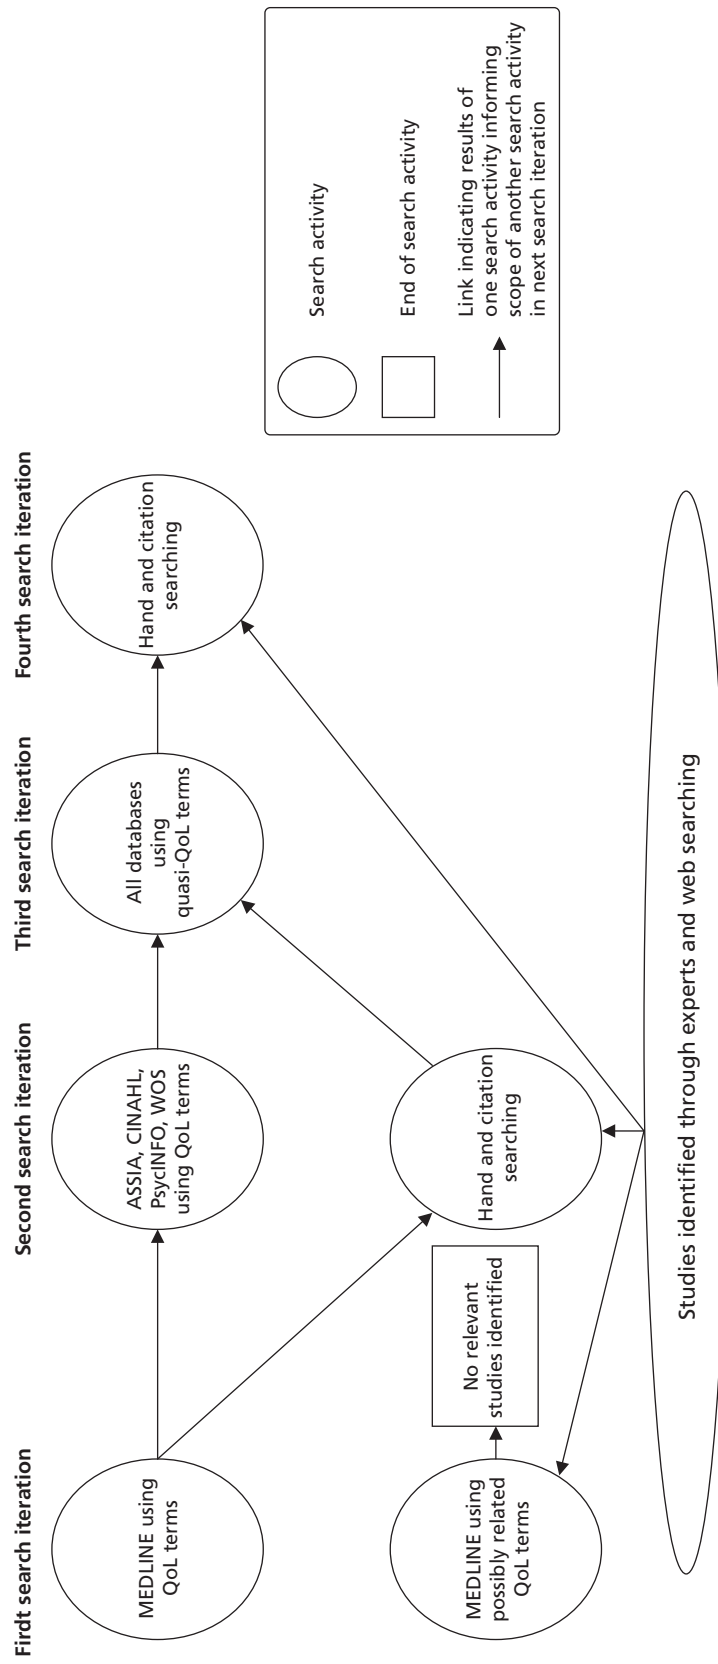 Firdt search iteration
Second search iteration
Third search iteration
Fourth search iteration
MEDLINE using
QoL terms
ASSIA, CINAHL,
PsycINFO, WOS
using QoL terms
All databases
using
quasi-QoL terms
Hand and citation
searching
MEDLINE using
possibly related
QoL terms
No relevant
studies identified
Hand and citation
searching
Studies identified through experts and web searching
Search activity
End of search activity
Link indicating results of
one search activity informing
scope of another search activity
in next search iteration